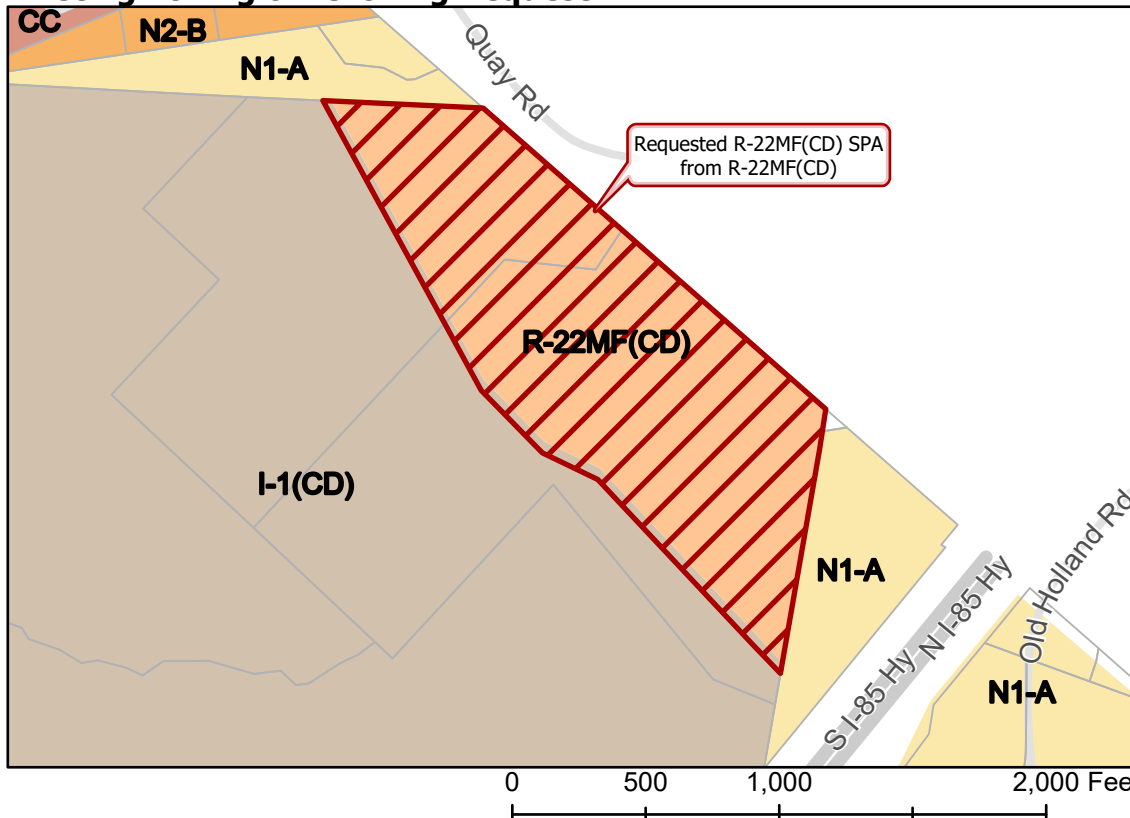 CC
N2-B
N1-A
Quay Rd
Requested R-22MF(CD) SPA
from R-22MF(CD)
R-22MF(CD)
I-1(CD)
N1-A
S I-85 Hy
N I-85 Hy
Old Holland Rd
N1-A
0 500 1,000 2,000 Fee